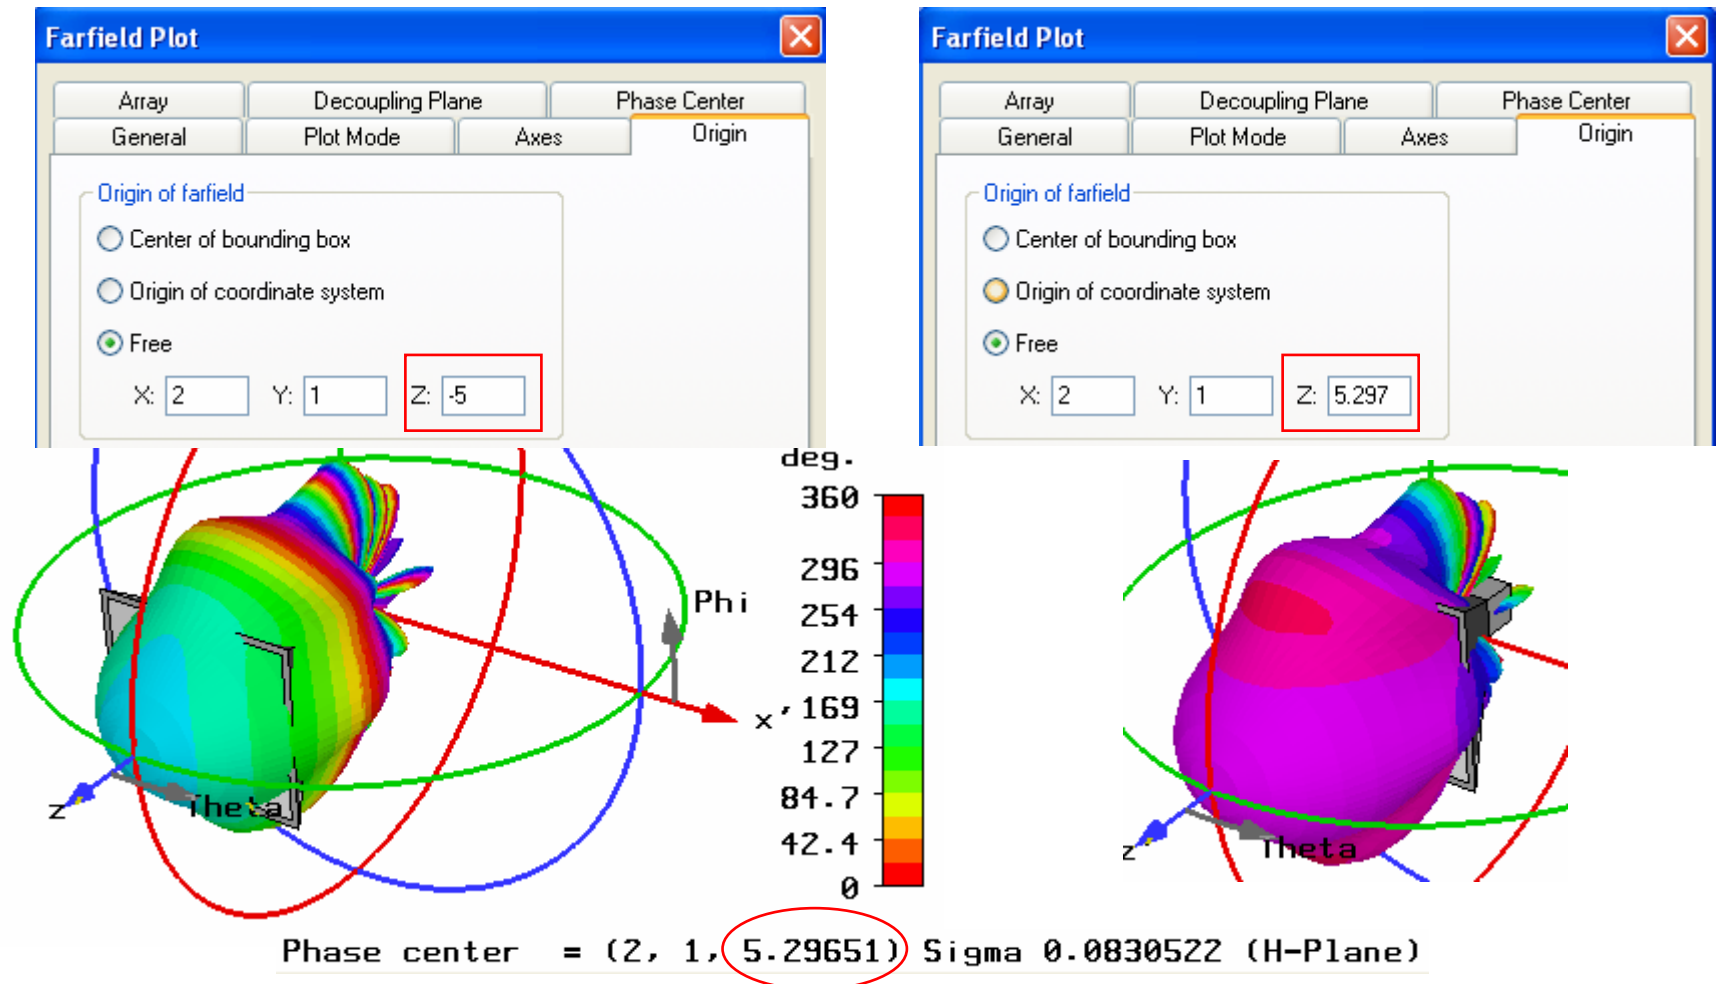 Farfield Plot
Array Decoupling Plane Phase Center
General Plot Mode Axes Origin
Origin of farfield
Center of bounding box
Origin of coordinate system
Free
X: 2 Y: 1 Z: -5
Farfield Plot
Array Decoupling Plane Phase Center
General Plot Mode Axes Origin
Origin of farfield
Center of bounding box
Origin of coordinate system
Free
X: 2 Y: 1 Z: 5.297
deg.
360
296
254
212
169
127
84.7
42.4
0
Phi
x'
z'
Theta
z'
Theta
Phase center = (2, 1, 5.29651) Sigma 0.0830522 (H-Plane)